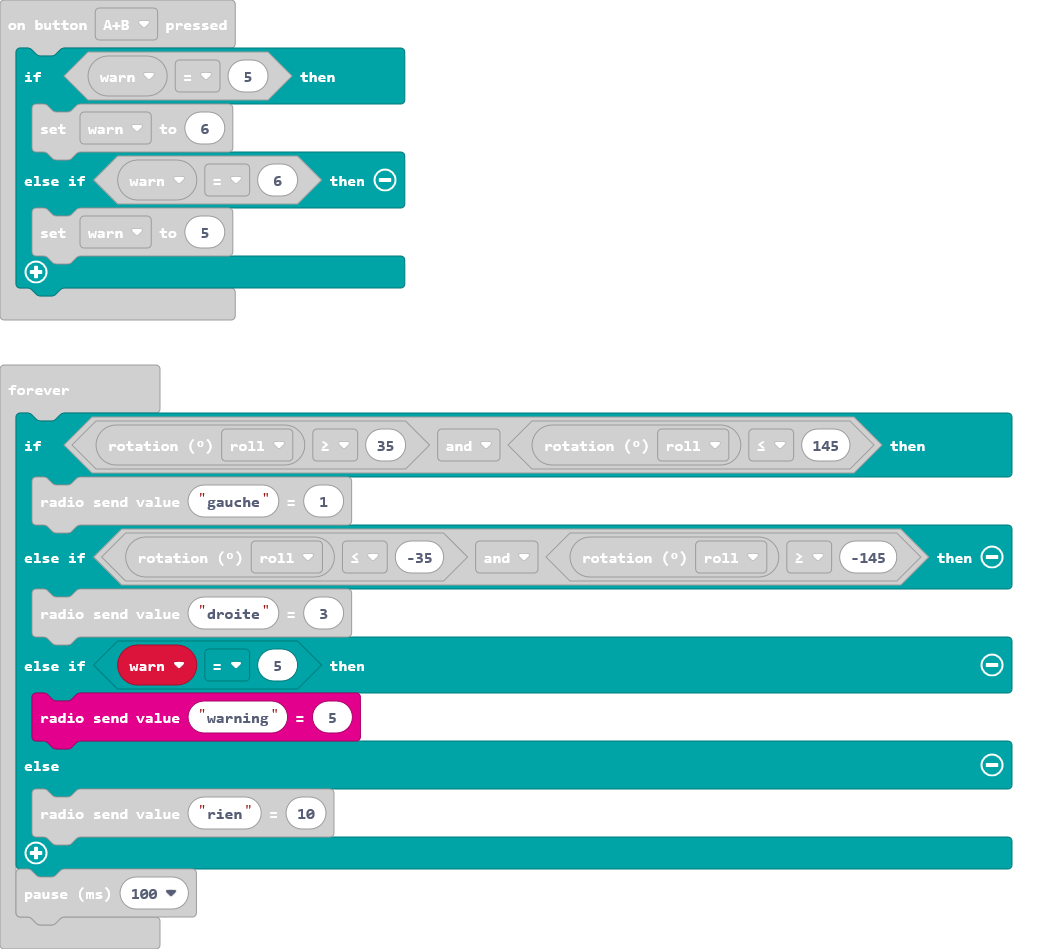 on button A+B pressed
if warn = 5 then
set warn to 6
else if warn = 6 then
set warn to 5
forever
if rotation (º) roll ≥ 35 and rotation (º) roll ≤ 145 then
radio send value "gauche" = 1
else if rotation (º) roll ≤ -35 and rotation (º) roll ≥ -145 then
radio send value "droite" = 3
else if warn = 5 then
radio send value "warning" = 5
else
radio send value "rien" = 10
pause (ms) 100